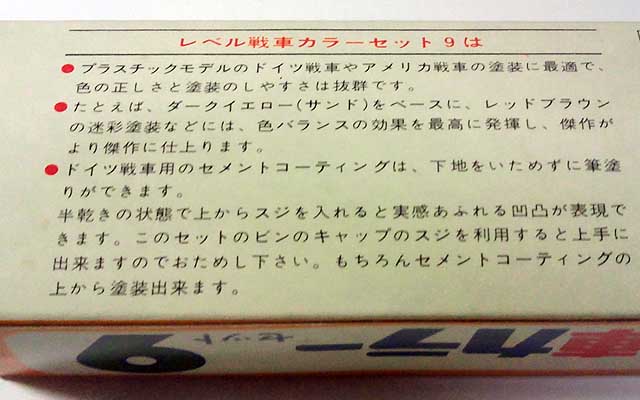 レベル戦車カラーセット9は
●プラスチックモデルのドイツ戦車やアメリカ戦車の塗装に最適で、
色の正しさと塗装のしやすさは抜群です。
●たとえば、ダークイエロー(サンド)をベースに、レッドブラウン
の迷彩塗装などには、色バランスの効果を最高に発揮し、傑作が
より傑作に仕上ります。
●ドイツ戦車用のセメントコーティングは、下地をいためずに筆塗
りができます。
半乾きの状態で上からスジを入れると実感あふれる凹凸が表現で
きます。このセットのビンのキャップのスジを利用すると上手に
出来ますのでおためし下さい。もちろんセメントコーティングの
上から塗装出来ます。
車カラーセット9